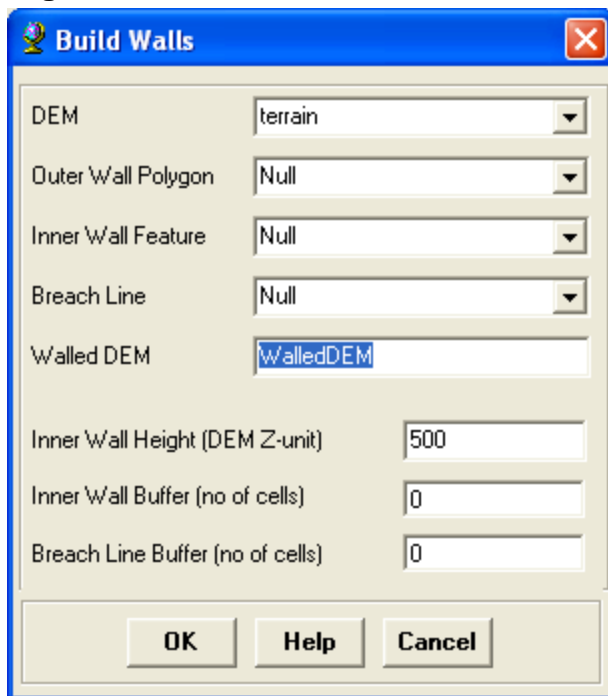 Build Walls
DEM terrain
Outer Wall Polygon Null
Inner Wall Feature Null
Breach Line Null
Walled DEM WalledDEM
Inner Wall Height (DEM Z-unit) 500
Inner Wall Buffer (no of cells) 0
Breach Line Buffer (no of cells) 0
OK Help Cancel